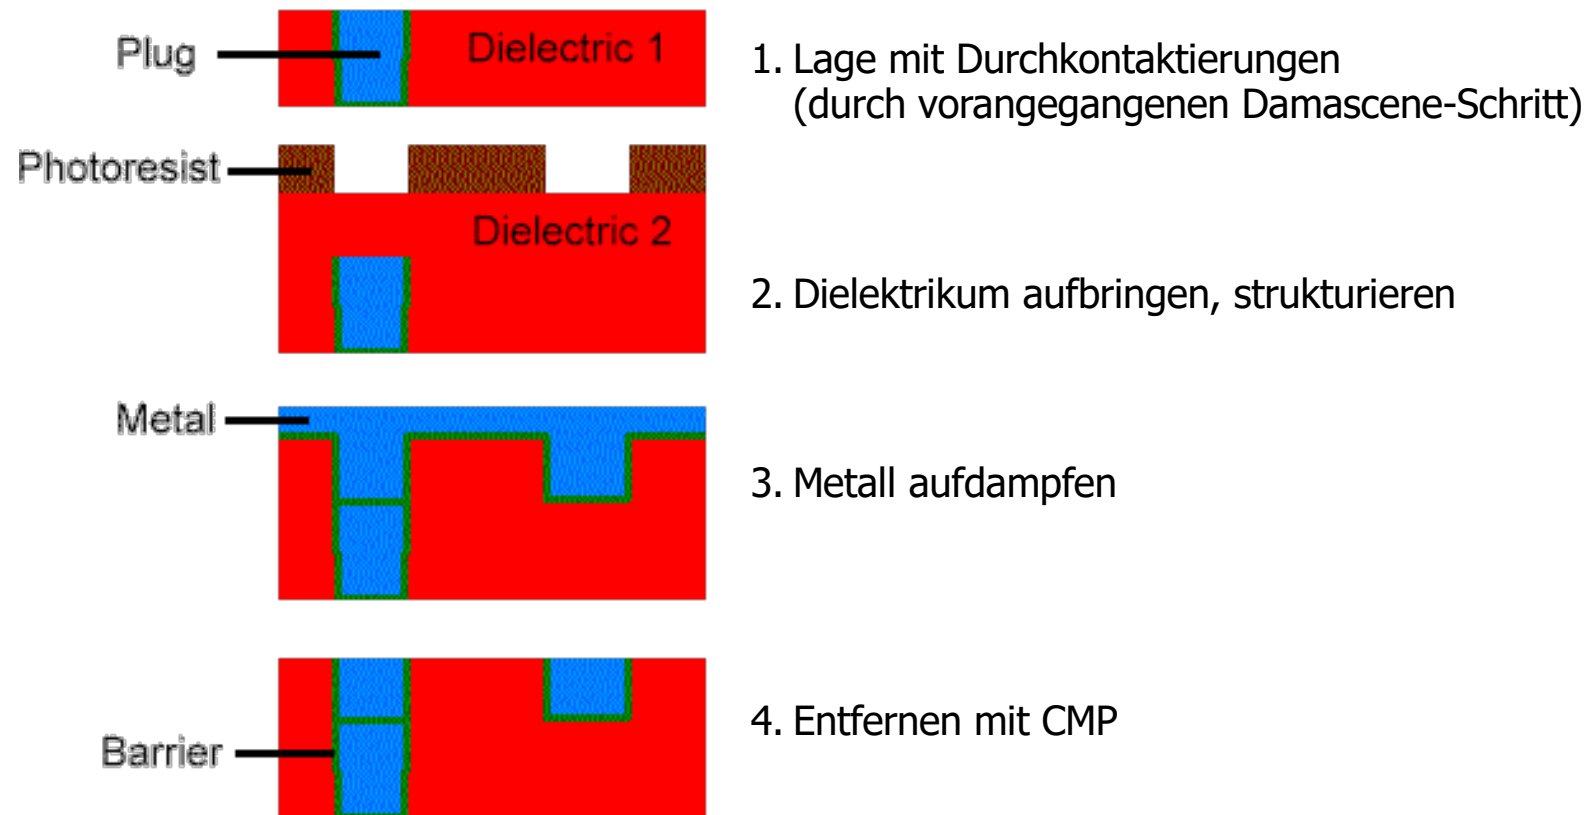 Plug
Dielectric 1
1. Lage mit Durchkontaktierungen
(durch vorangegangenen Damascene-Schritt)
Photoresist
Dielectric 2
2. Dielektrikum aufbringen, strukturieren
Metal
3. Metall aufdampfen
4. Entfernen mit CMP
Barrier